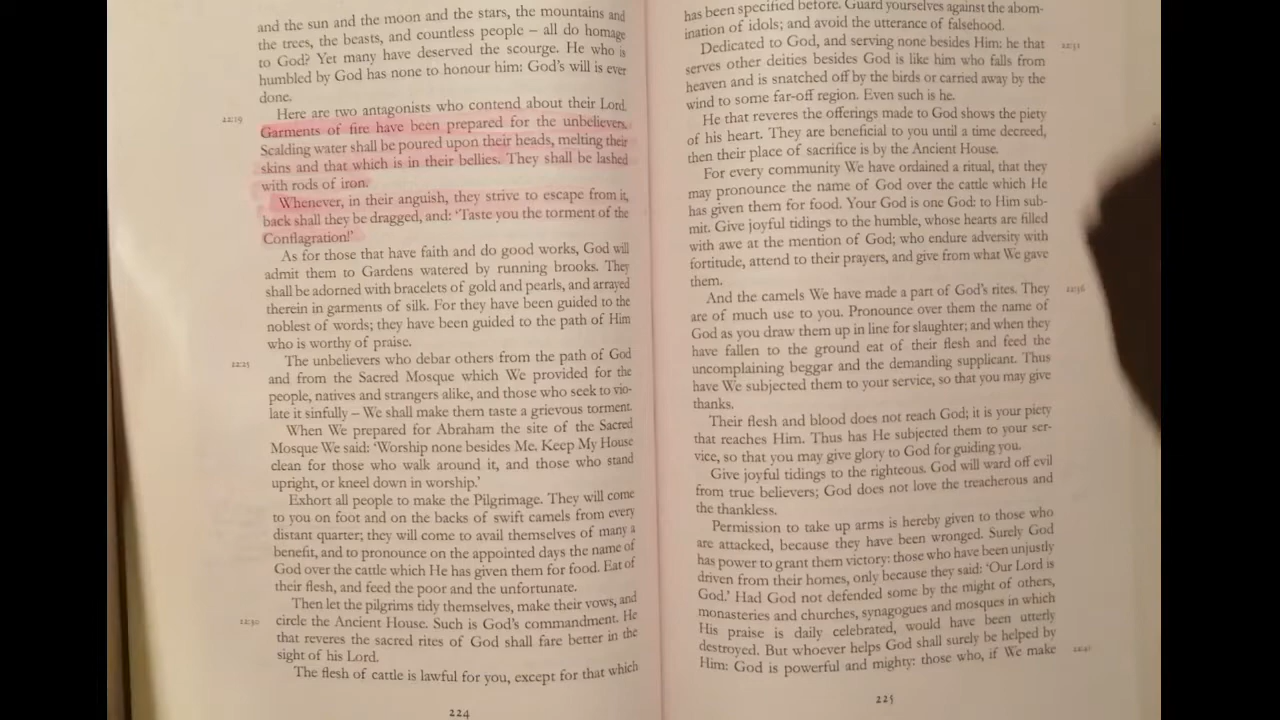 and the sun and the moon and the stars, the mountains and
the trees, the beasts, and countless people – all do homage
to God? Yet many have deserved the scourge. He who is
humbled by God has none to honour him: God's will is ever
done.
Here are two antagonists who contend about their Lord.
22:19
Garments of fire have been prepared for the unbelievers.
Scalding water shall be poured upon their heads, melting their
skins and that which is in their bellies. They shall be lashed
with rods of iron.
Whenever, in their anguish, they strive to escape from it,
back shall they be dragged, and: 'Taste you the torment of the
Conflagration!'
As for those that have faith and do good works, God will
admit them to Gardens watered by running brooks. They
shall be adorned with bracelets of gold and pearls, and arrayed
therein in garments of silk. For they have been guided to the
noblest of words; they have been guided to the path of Him
who is worthy of praise.
22:25
The unbelievers who debar others from the path of God
and from the Sacred Mosque which We provided for the
people, natives and strangers alike, and those who seek to vio-
late it sinfully – We shall make them taste a grievous torment.
When We prepared for Abraham the site of the Sacred
Mosque We said: 'Worship none besides Me. Keep My House
clean for those who walk around it, and those who stand
upright, or kneel down in worship.'
Exhort all people to make the Pilgrimage. They will come
to you on foot and on the backs of swift camels from every
distant quarter; they will come to avail themselves of many a
benefit, and to pronounce on the appointed days the name of
God over the cattle which He has given them for food. Eat of
their flesh, and feed the poor and the unfortunate.
Then let the pilgrims tidy themselves, make their vows, and
22:30
circle the Ancient House. Such is God's commandment. He
that reveres the sacred rites of God shall fare better in the
sight of his Lord.
The flesh of cattle is lawful for you, except for that which
224
has been specified before. Guard yourselves against the abom-
ination of idols; and avoid the utterance of falsehood.
Dedicated to God, and serving none besides Him: he that
22:31
serves other deities besides God is like him who falls from
heaven and is snatched off by the birds or carried away by the
wind to some far-off region. Even such is he.
He that reveres the offerings made to God shows the piety
of his heart. They are beneficial to you until a time decreed,
then their place of sacrifice is by the Ancient House.
For every community We have ordained a ritual, that they
may pronounce the name of God over the cattle which He
has given them for food. Your God is one God: to Him sub-
mit. Give joyful tidings to the humble, whose hearts are filled
with awe at the mention of God; who endure adversity with
fortitude, attend to their prayers, and give from what We gave
them.
And the camels We have made a part of God's rites. They
22:36
are of much use to you. Pronounce over them the name of
God as you draw them up in line for slaughter; and when they
have fallen to the ground eat of their flesh and feed the
uncomplaining beggar and the demanding supplicant. Thus
have We subjected them to your service, so that you may give
thanks.
Their flesh and blood does not reach God; it is your piety
that reaches Him. Thus has He subjected them to your ser-
vice, so that you may give glory to God for guiding you.
Give joyful tidings to the righteous. God will ward off evil
from true believers; God does not love the treacherous and
the thankless.
Permission to take up arms is hereby given to those who
are attacked, because they have been wronged. Surely God
has power to grant them victory: those who have been unjustly
driven from their homes, only because they said: 'Our Lord is
God.' Had God not defended some by the might of others,
monasteries and churches, synagogues and mosques in which
His praise is daily celebrated, would have been utterly
destroyed. But whoever helps God shall surely be helped by
Him: God is powerful and mighty: those who, if We make
225